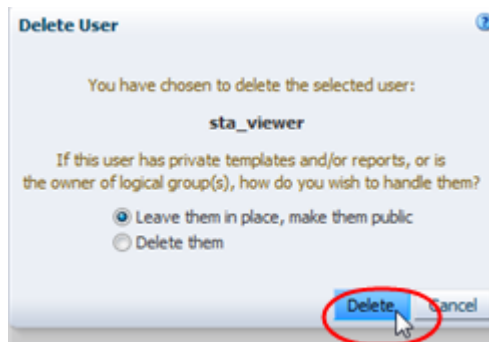 Delete User
You have chosen to delete the selected user:
sta_viewer
If this user has private templates and/or reports, or is
the owner of logical group(s), how do you wish to handle them?
Leave them in place, make them public
Delete them
Delete Cancel